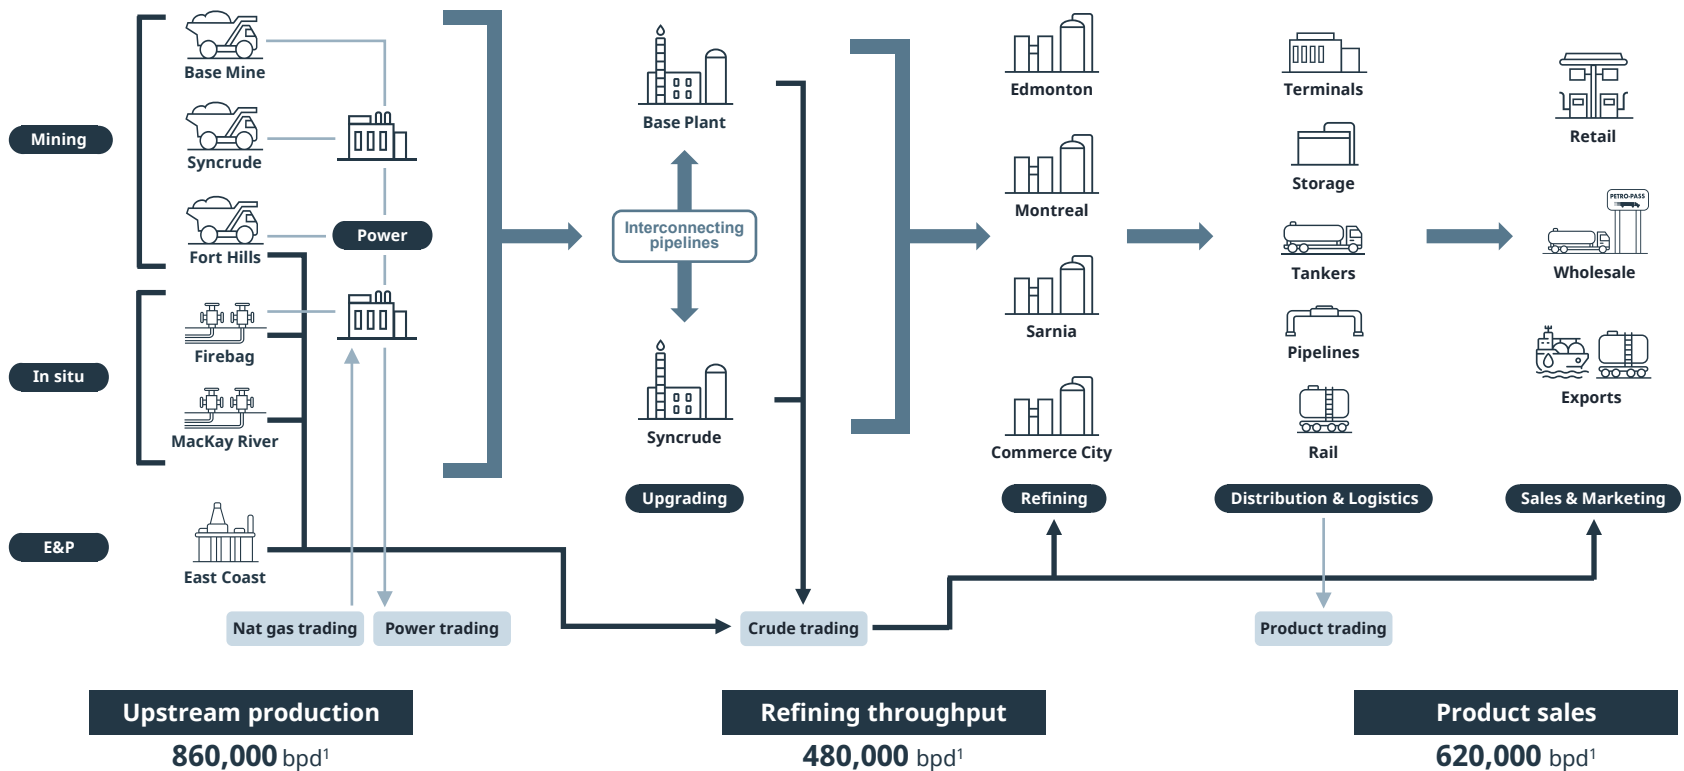 Mining
Base Mine
Syncrude
Fort Hills
Power
In situ
Firebag
MacKay River
E&P
East Coast
Nat gas trading
Power trading
Base Plant
Interconnecting
pipelines
Syncrude
Upgrading
Crude trading
Edmonton
Montreal
Sarnia
Commerce City
Refining
Terminals
Storage
Tankers
Pipelines
Rail
Distribution & Logistics
Product trading
Retail
PETRO-PASS
Wholesale
Exports
Sales & Marketing
Upstream production
860,000 bpd¹
Refining throughput
480,000 bpd¹
Product sales
620,000 bpd¹